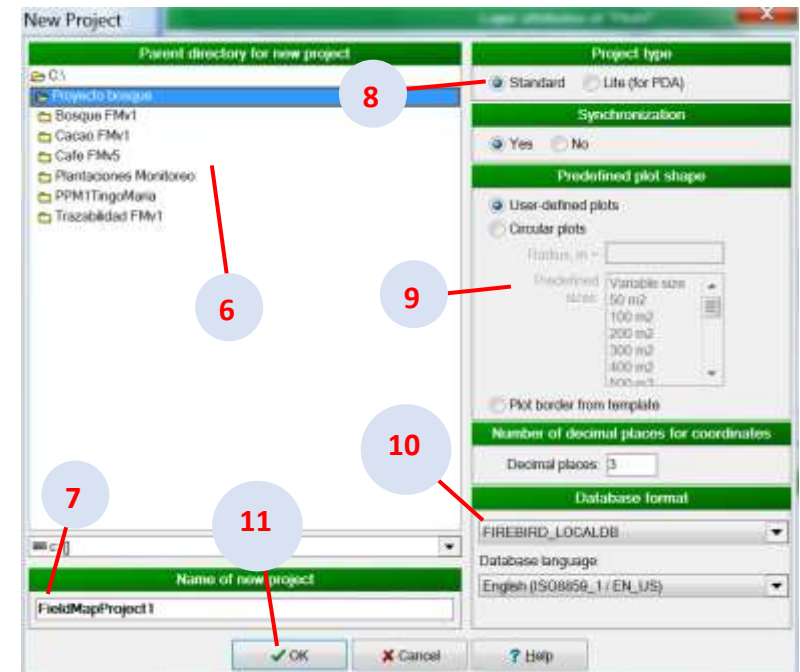 New Project
Parent directory for new project
C:\
Proyecto bosque
Bosque FMv1
Cacao FMv1
Cafe FMv5
Plantaciones Monitoreo
PPM1TingoMaria
Trazabilidad FMv1
6
7
c: []
Name of new project
FieldMapProject1
Project type
8
Standard
Lite (for PDA)
Synchronization
Yes
No
Predefined plot shape
User-defined plots
Circular plots
Radius, m =
9
Predefined sizes:
Variable size
50 m2
100 m2
200 m2
300 m2
400 m2
500 m2
Plot border from template
Number of decimal places for coordinates
Decimal places: 3
10
Database format
FIREBIRD_LOCALDB
Database language
English (ISO8859_1 / EN_US)
11
OK
Cancel
? Help